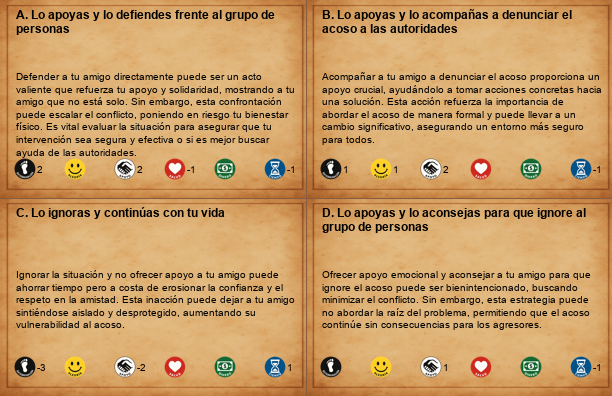 A. Lo apoyas y lo defiendes frente al grupo de
personas
Defender a tu amigo directamente puede ser un acto
valiente que refuerza tu apoyo y solidaridad, mostrando a tu
amigo que no está solo. Sin embargo, esta confrontación
puede escalar el conflicto, poniendo en riesgo tu bienestar
físico. Es vital evaluar la situación para asegurar que tu
intervención sea segura y efectiva o si es mejor buscar
ayuda de las autoridades.
2 2 -1 -1
B. Lo apoyas y lo acompañas a denunciar el
acoso a las autoridades
Acompañar a tu amigo a denunciar el acoso proporciona un
apoyo crucial, ayudándolo a tomar acciones concretas hacia
una solución. Esta acción refuerza la importancia de
abordar el acoso de manera formal y puede llevar a un
cambio significativo, asegurando un entorno más seguro
para todos.
1 1 2 -1
C. Lo ignoras y continúas con tu vida
Ignorar la situación y no ofrecer apoyo a tu amigo puede
ahorrar tiempo pero a costa de erosionar la confianza y el
respeto en la amistad. Esta inacción puede dejar a tu amigo
sintiéndose aislado y desprotegido, aumentando su
vulnerabilidad al acoso.
-3 -2 1
D. Lo apoyas y lo aconsejas para que ignore al
grupo de personas
Ofrecer apoyo emocional y aconsejar a tu amigo para que
ignore el acoso puede ser bienintencionado, buscando
minimizar el conflicto. Sin embargo, esta estrategia puede
no abordar la raíz del problema, permitiendo que el acoso
continúe sin consecuencias para los agresores.
1 -1